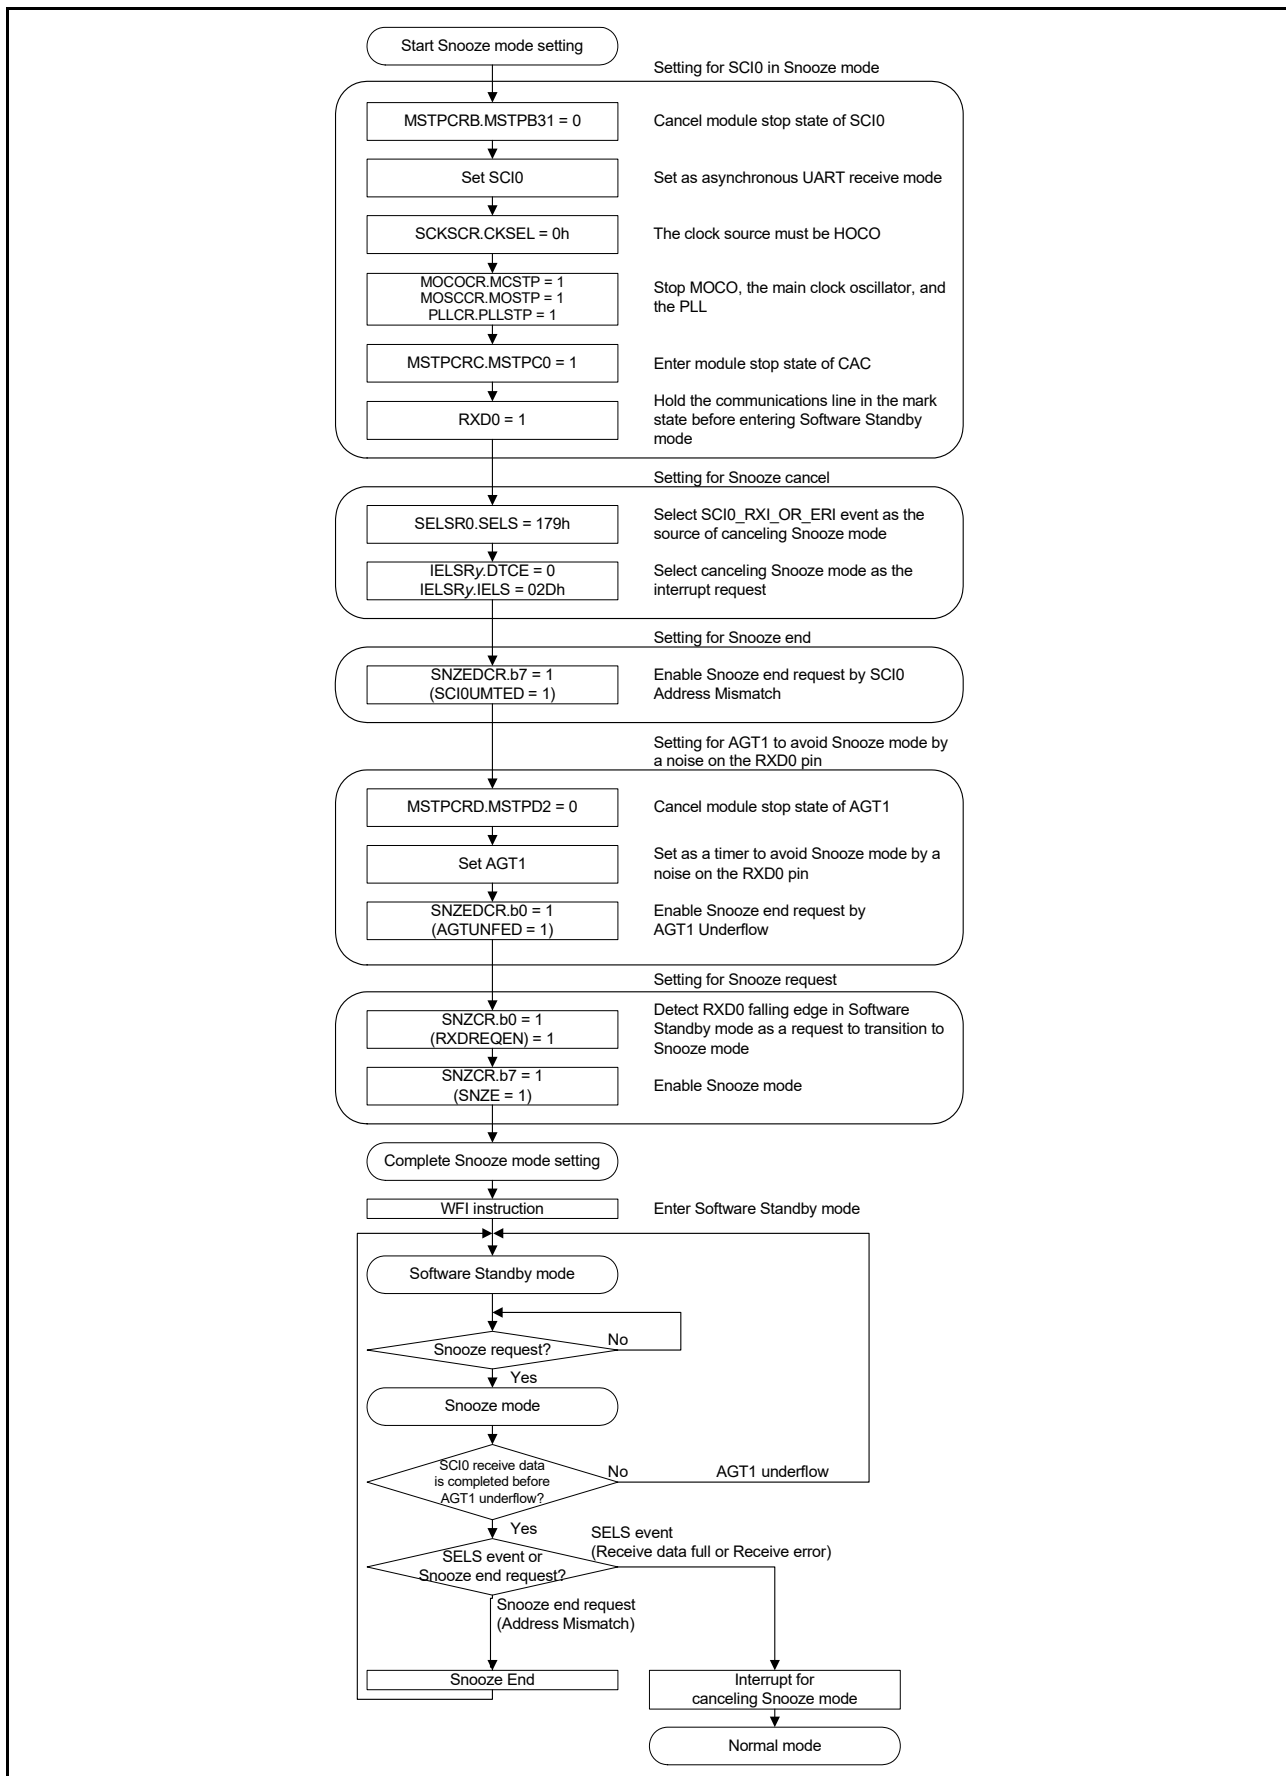 Start Snooze mode setting
Setting for SCI0 in Snooze mode
MSTPCRB.MSTPB31 = 0
Cancel module stop state of SCI0
Set SCI0
Set as asynchronous UART receive mode
SCKSCR.CKSEL = 0h
The clock source must be HOCO
MOCOCR.MCSTP = 1
MOSCCR.MOSTP = 1
PLLCR.PLLSTP = 1
Stop MOCO, the main clock oscillator, and
the PLL
MSTPCRC.MSTPC0 = 1
Enter module stop state of CAC
RXD0 = 1
Hold the communications line in the mark
state before entering Software Standby
mode
Setting for Snooze cancel
SELSR0.SELS = 179h
Select SCI0_RXI_OR_ERI event as the
source of canceling Snooze mode
IELSRy.DTCE = 0
IELSRy.IELS = 02Dh
Select canceling Snooze mode as the
interrupt request
Setting for Snooze end
SNZEDCR.b7 = 1
(SCI0UMTED = 1)
Enable Snooze end request by SCI0
Address Mismatch
Setting for AGT1 to avoid Snooze mode by
a noise on the RXD0 pin
MSTPCRD.MSTPD2 = 0
Cancel module stop state of AGT1
Set AGT1
Set as a timer to avoid Snooze mode by a
noise on the RXD0 pin
SNZEDCR.b0 = 1
(AGTUNFED = 1)
Enable Snooze end request by
AGT1 Underflow
Setting for Snooze request
SNZCR.b0 = 1
(RXDREQEN) = 1
Detect RXD0 falling edge in Software
Standby mode as a request to transition to
Snooze mode
SNZCR.b7 = 1
(SNZE = 1)
Enable Snooze mode
Complete Snooze mode setting
WFI instruction
Enter Software Standby mode
Software Standby mode
Snooze request?
No
Yes
Snooze mode
SCI0 receive data
is completed before
AGT1 underflow?
No
AGT1 underflow
Yes
SELS event
(Receive data full or Receive error)
SELS event or
Snooze end request?
Snooze end request
(Address Mismatch)
Snooze End
Interrupt for
canceling Snooze mode
Normal mode